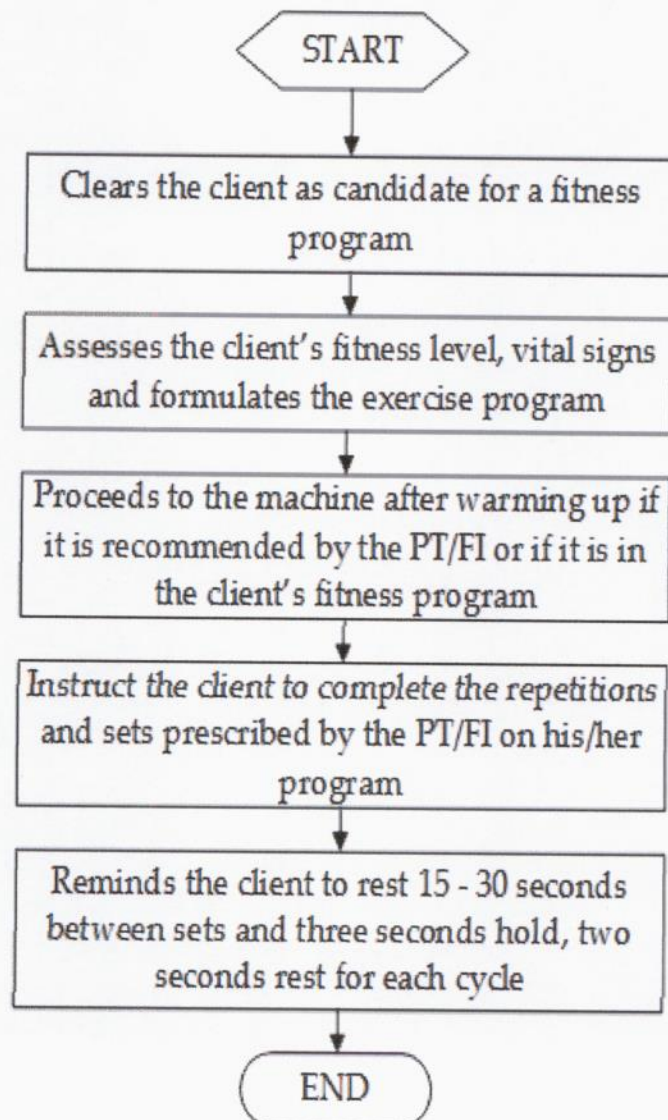 START
Clears the client as candidate for a fitness
program
Assesses the client's fitness level, vital signs
and formulates the exercise program
Proceeds to the machine after warming up if
it is recommended by the PT/FI or if it is in
the client's fitness program
Instruct the client to complete the repetitions
and sets prescribed by the PT/FI on his/her
program
Reminds the client to rest 15 - 30 seconds
between sets and three seconds hold, two
seconds rest for each cycle
END